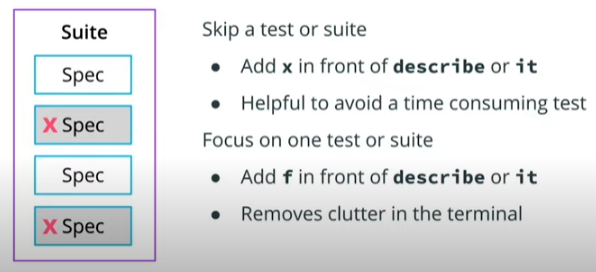 Suite
Spec
X Spec
Spec
X Spec
Skip a test or suite
● Add x in front of describe or it
● Helpful to avoid a time consuming test
Focus on one test or suite
● Add f in front of describe or it
● Removes clutter in the terminal